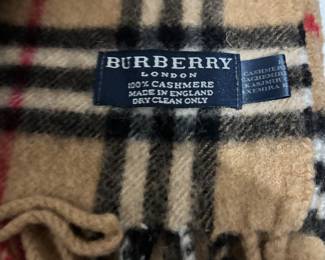 BURBERRY
LONDON
100% CASHMERE
MADE IN ENGLAND
DRY CLEAN ONLY
CASHMERE